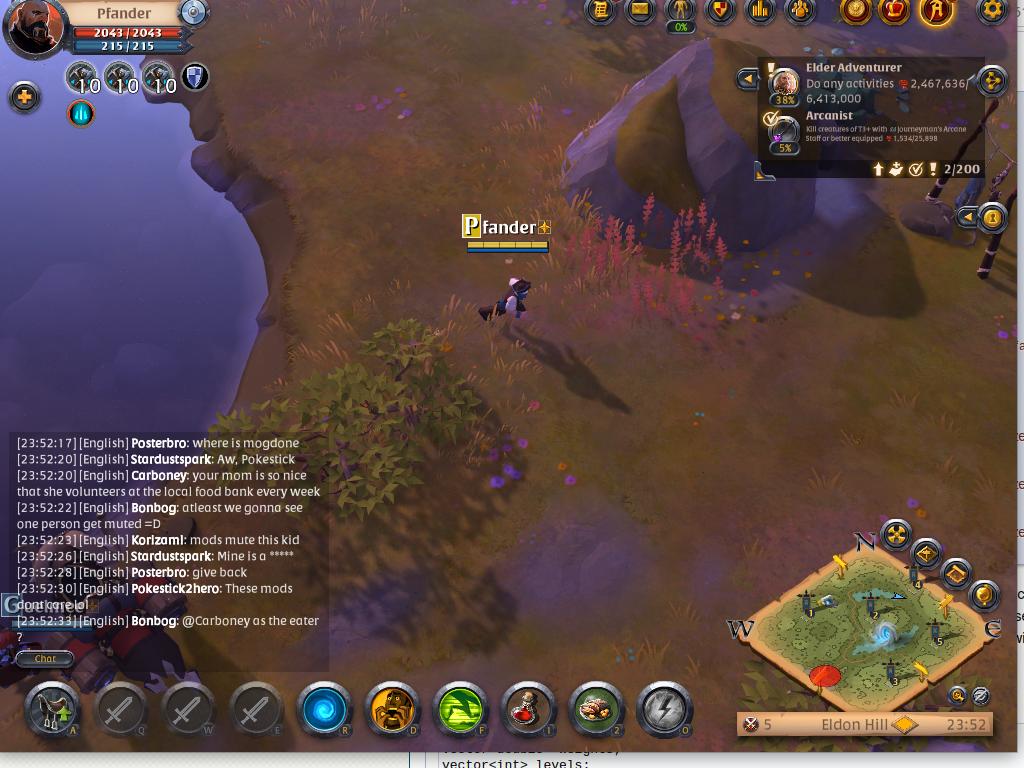 Pfander
2043/2043
215/215
10
10
10
0%
Elder Adventurer
Do any activities 2,467,636/
6,413,000
38%
Arcanist
Kill creatures of T3+ with a Journeyman's Arcane
Staff or better equipped 1,534/25,898
5%
2/200
Pfander
[23:52:17] [English] Posterbro: where is mogdone
[23:52:20] [English] Stardustspark: Aw, Pokestick
[23:52:20] [English] Carboney: your mom is so nice
that she volunteers at the local food bank every week
[23:52:22] [English] Bonbog: atleast we gonna see
one person get muted =D
[23:52:23] [English] Korizami: mods mute this kid
[23:52:26] [English] Stardustspark: Mine is a *****
[23:52:28] [English] Posterbro: give back
[23:52:30] [English] Pokestick2hero: These mods
dont care lol
[23:52:33] [English] Bonbog: @Carboney as the eater
?
Chat
N
W
E
1
2
3
4
5
A
Q
W
E
R
D
F
1
2
O
5
Eldon Hill
23:52
vector<int> levels;